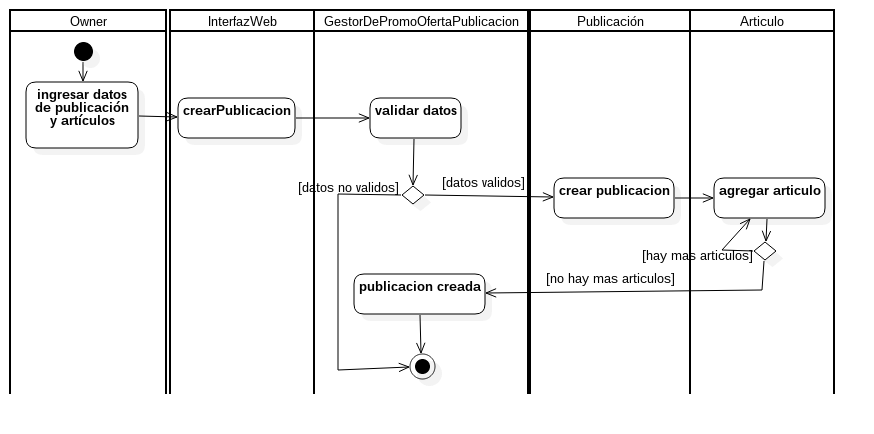 Owner
InterfazWeb
GestorDePromoOfertaPublicacion
Publicación
Articulo
ingresar datos
de publicación
y artículos
crearPublicacion
validar datos
[datos no validos]
[datos validos]
crear publicacion
agregar articulo
[hay mas articulos]
[no hay mas articulos]
publicacion creada